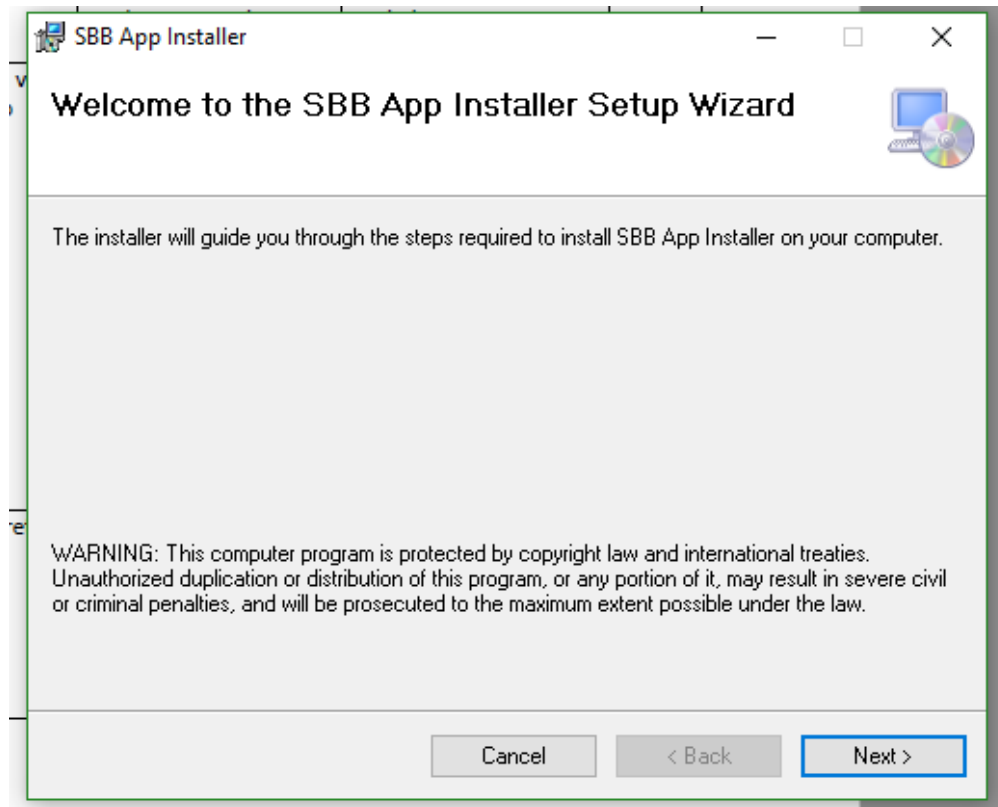 SBB App Installer
Welcome to the SBB App Installer Setup Wizard
The installer will guide you through the steps required to install SBB App Installer on your computer.
WARNING: This computer program is protected by copyright law and international treaties.
Unauthorized duplication or distribution of this program, or any portion of it, may result in severe civil
or criminal penalties, and will be prosecuted to the maximum extent possible under the law.
Cancel
< Back
Next >